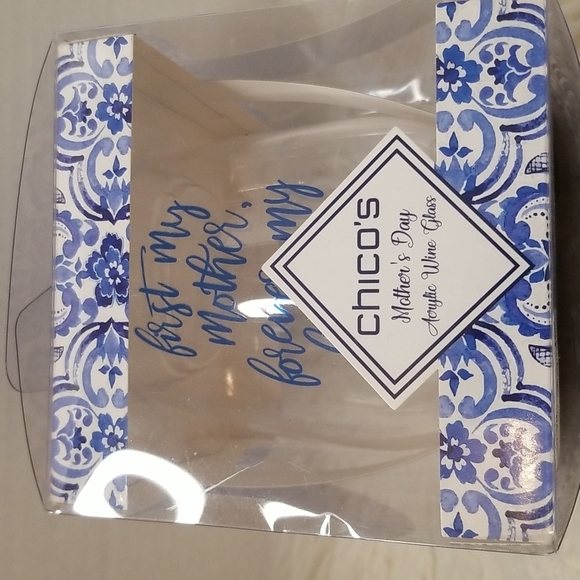 first my
mother,
forever my
chico's
Mother's Day
Acrylic Wine Glass